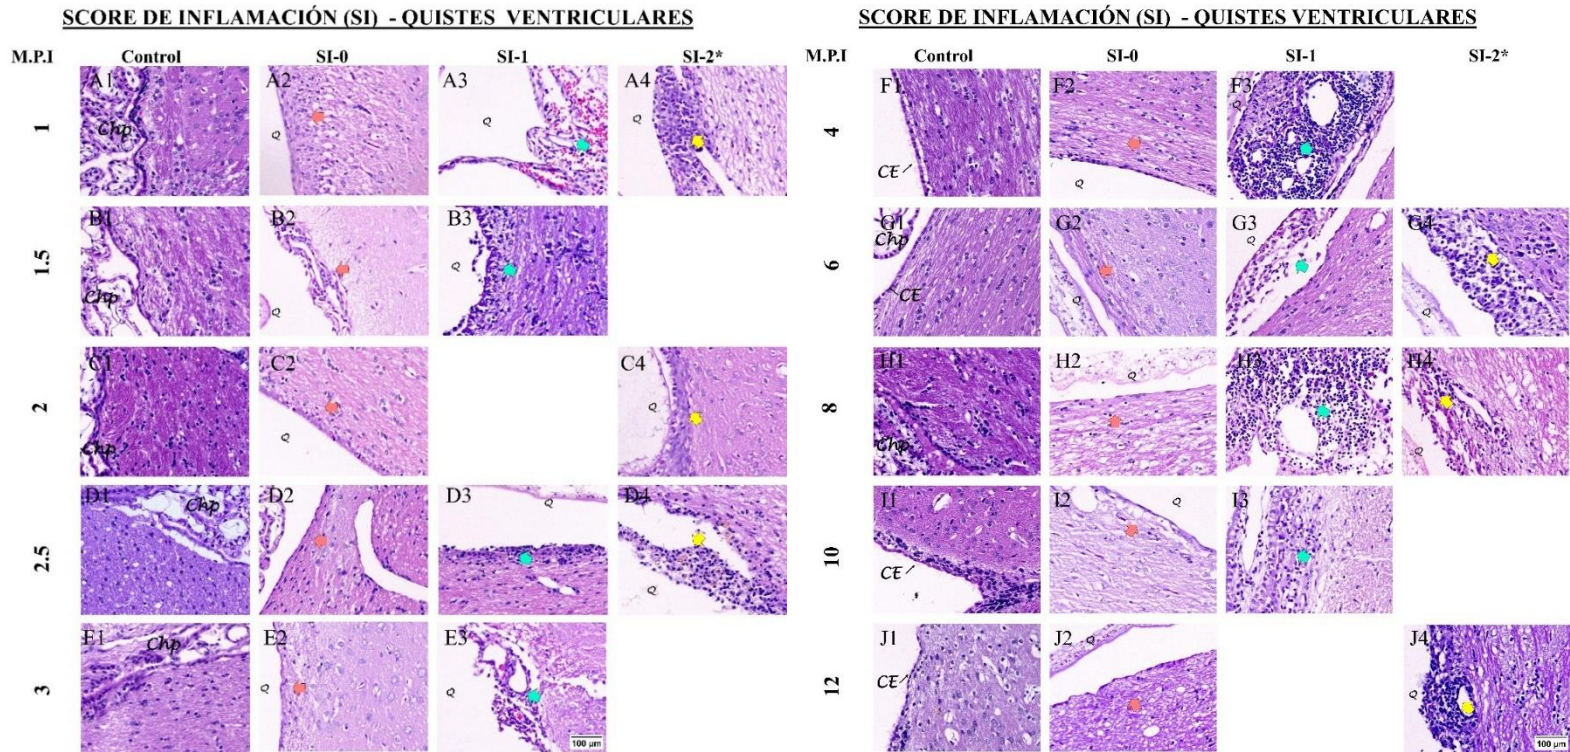 SCORE DE INFLAMACIÓN (SI) - QUISTES VENTRICULARES
M.P.I Control SI-0 SI-1 SI-2*
1 A1 Chp A2 Q A3 Q A4 Q
1.5 B1 Chp B2 Q B3 Q
2 C1 Chp C2 Q C4 Q
2.5 D1 Chp D2 D3 Q D4 Q
3 E1 Chp E2 Q E3 Q
100 µm
SCORE DE INFLAMACIÓN (SI) - QUISTES VENTRICULARES
M.P.I Control SI-0 SI-1 SI-2*
4 F1 CE F2 Q F3 Q
6 G1 Chp CE G2 Q G3 Q G4 Q
8 H1 Chp H2 Q H3 H4 Q
10 I1 CE I2 Q I3
12 J1 CE J2 Q J4 Q
100 µm